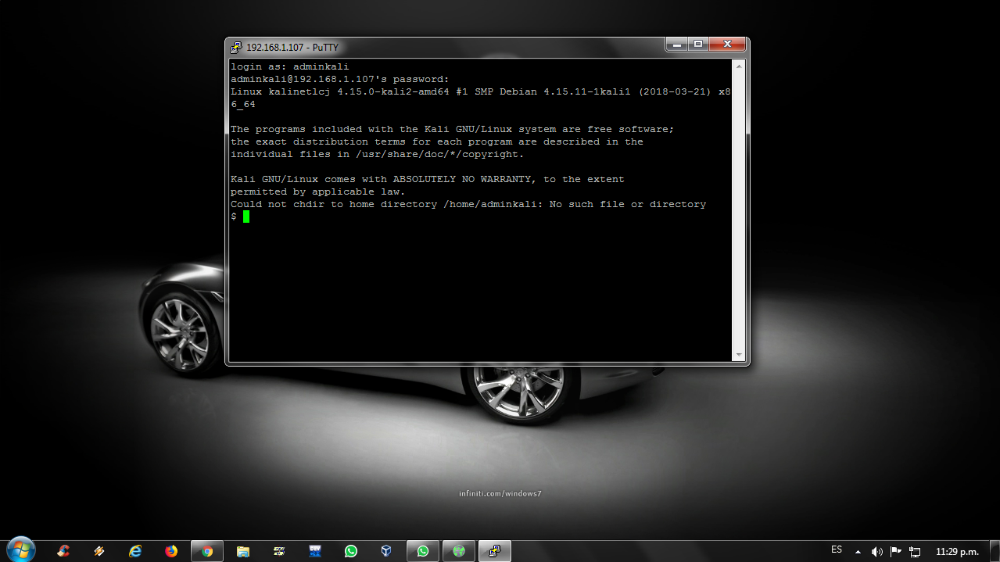 192.168.1.107 - PuTTY
login as: adminkali
adminkali@192.168.1.107's password:
Linux kalinetlcj 4.15.0-kali2-amd64 #1 SMP Debian 4.15.11-1kali1 (2018-03-21) x8
6_64
The programs included with the Kali GNU/Linux system are free software;
the exact distribution terms for each program are described in the
individual files in /usr/share/doc/*/copyright.
Kali GNU/Linux comes with ABSOLUTELY NO WARRANTY, to the extent
permitted by applicable law.
Could not chdir to home directory /home/adminkali: No such file or directory
$
infiniti.com/windows7
DEV
ES
11:29 p.m.